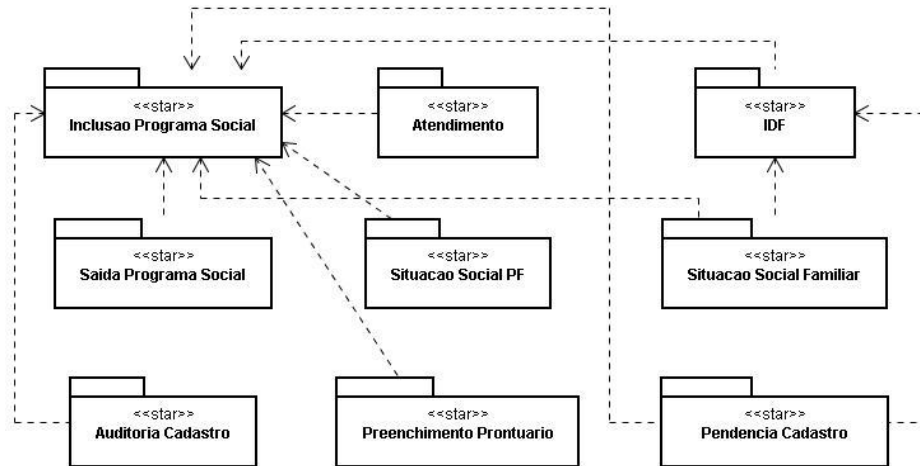 <<star>>
Inclusao Programa Social
<<star>>
Atendimento
<<star>>
IDF
<<star>>
Saida Programa Social
<<star>>
Situacao Social PF
<<star>>
Situacao Social Familiar
<<star>>
Auditoria Cadastro
<<star>>
Preenchimento Prontuario
<<star>>
Pendencia Cadastro